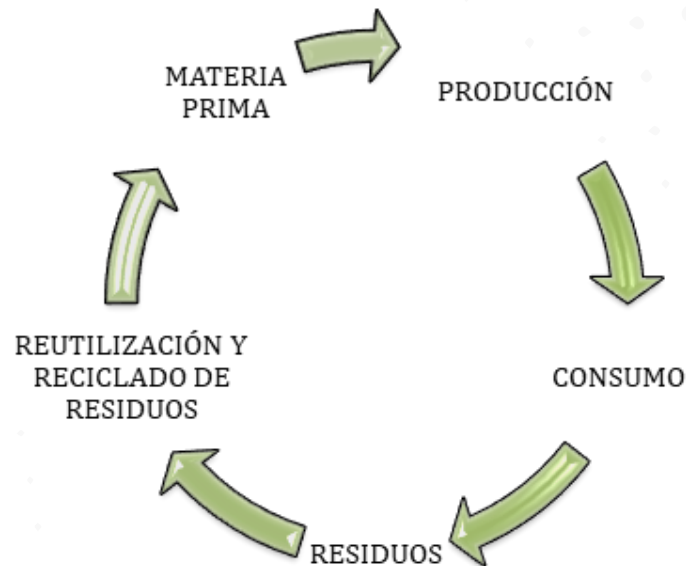 MATERIA
PRIMA
PRODUCCIÓN
CONSUMO
RESIDUOS
REUTILIZACIÓN Y
RECICLADO DE
RESIDUOS